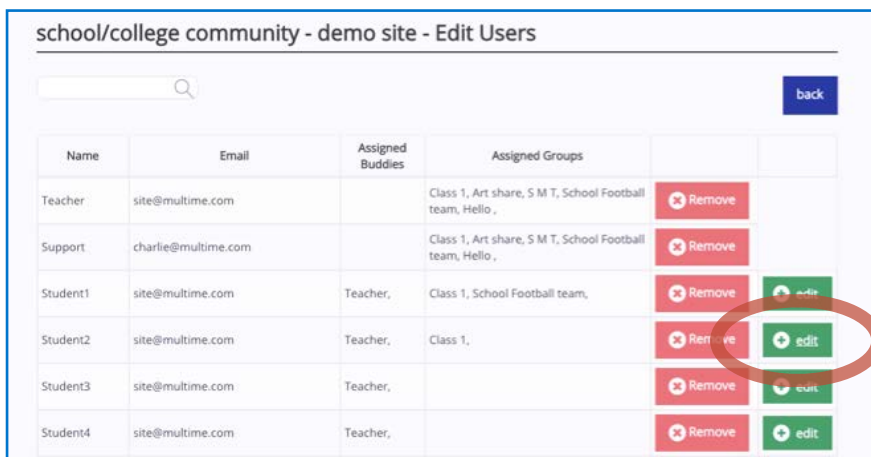 school/college community - demo site - Edit Users
back
Name Email Assigned Buddies Assigned Groups
Teacher site@multime.com Class 1, Art share, S M T, School Football team, Hello , Remove
Support charlie@multime.com Class 1, Art share, S M T, School Football team, Hello , Remove
Student1 site@multime.com Teacher, Class 1, School Football team, Remove edit
Student2 site@multime.com Teacher, Class 1, Remove edit
Student3 site@multime.com Teacher, Remove edit
Student4 site@multime.com Teacher, Remove edit